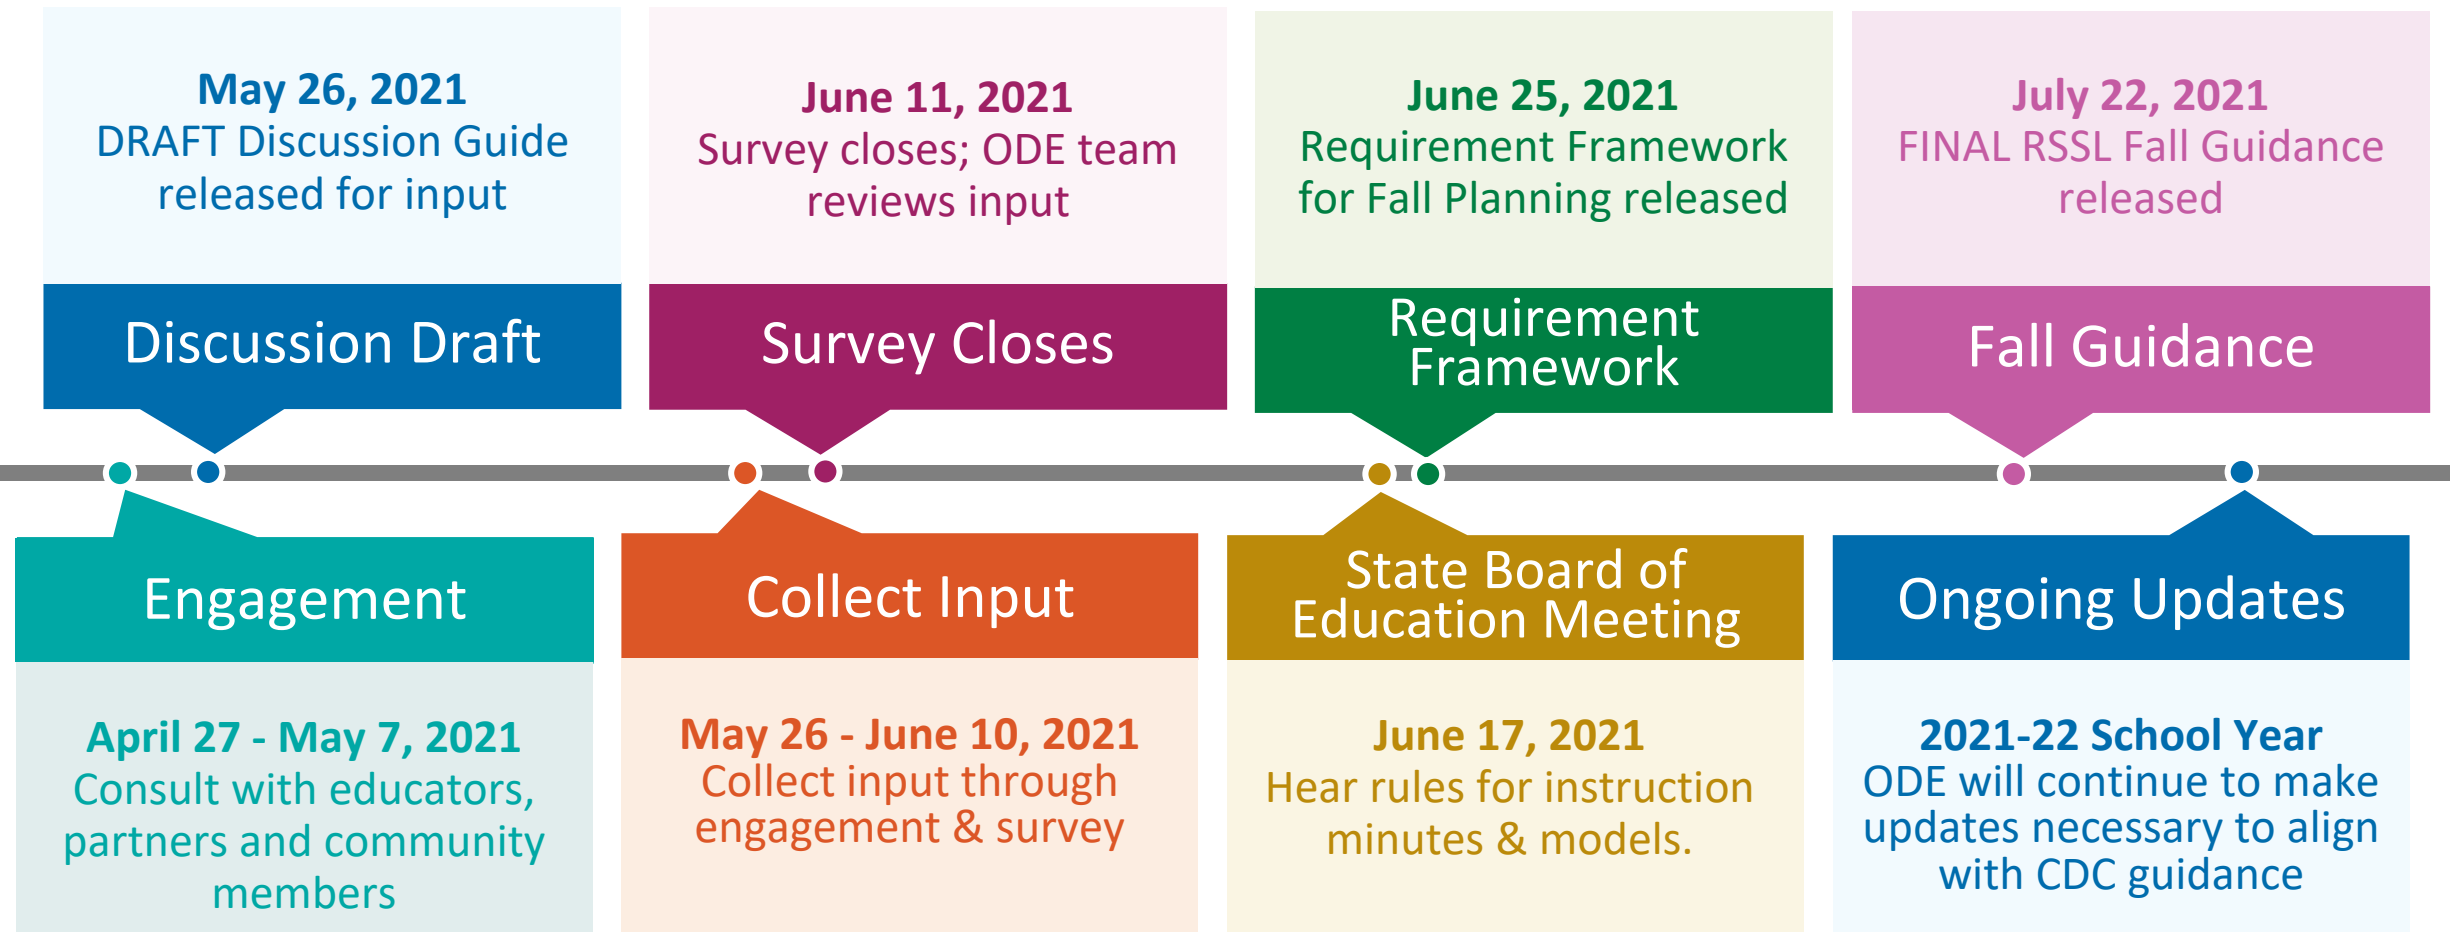 May 26, 2021
DRAFT Discussion Guide
released for input
Discussion Draft
June 11, 2021
Survey closes; ODE team
reviews input
Survey Closes
June 25, 2021
Requirement Framework
for Fall Planning released
Requirement
Framework
July 22, 2021
FINAL RSSL Fall Guidance
released
Fall Guidance
Engagement
April 27 - May 7, 2021
Consult with educators,
partners and community
members
Collect Input
May 26 - June 10, 2021
Collect input through
engagement & survey
State Board of
Education Meeting
June 17, 2021
Hear rules for instruction
minutes & models.
Ongoing Updates
2021-22 School Year
ODE will continue to make
updates necessary to align
with CDC guidance